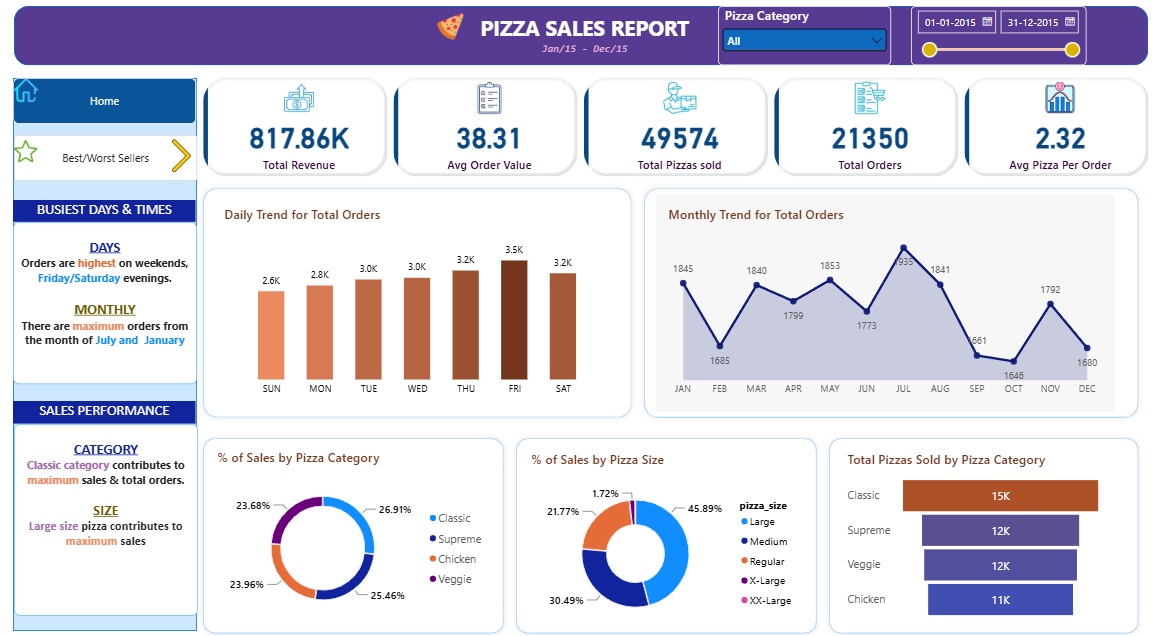 PIZZA SALES REPORT
Jan/15 - Dec/15
Pizza Category
All
01-01-2015
31-12-2015
Home
Best/Worst Sellers
BUSIEST DAYS & TIMES
DAYS
Orders are highest on weekends,
Friday/Saturday evenings.
MONTHLY
There are maximum orders from
the month of July and January
SALES PERFORMANCE
CATEGORY
Classic category contributes to
maximum sales & total orders.
SIZE
Large size pizza contributes to
maximum sales
817.86K
Total Revenue
38.31
Avg Order Value
49574
Total Pizzas sold
21350
Total Orders
2.32
Avg Pizza Per Order
Daily Trend for Total Orders
2.6K
2.8K
3.0K
3.0K
3.2K
3.5K
3.2K
SUN
MON
TUE
WED
THU
FRI
SAT
Monthly Trend for Total Orders
1845
1685
1840
1799
1853
1773
1935
1841
1661
1646
1792
1680
JAN
FEB
MAR
APR
MAY
JUN
JUL
AUG
SEP
OCT
NOV
DEC
% of Sales by Pizza Category
23.68%
26.91%
23.96%
25.46%
Classic
Supreme
Chicken
Veggie
% of Sales by Pizza Size
1.72%
21.77%
45.89%
30.49%
pizza_size
Large
Medium
Regular
X-Large
XX-Large
Total Pizzas Sold by Pizza Category
Classic 15K
Supreme 12K
Veggie 12K
Chicken 11K